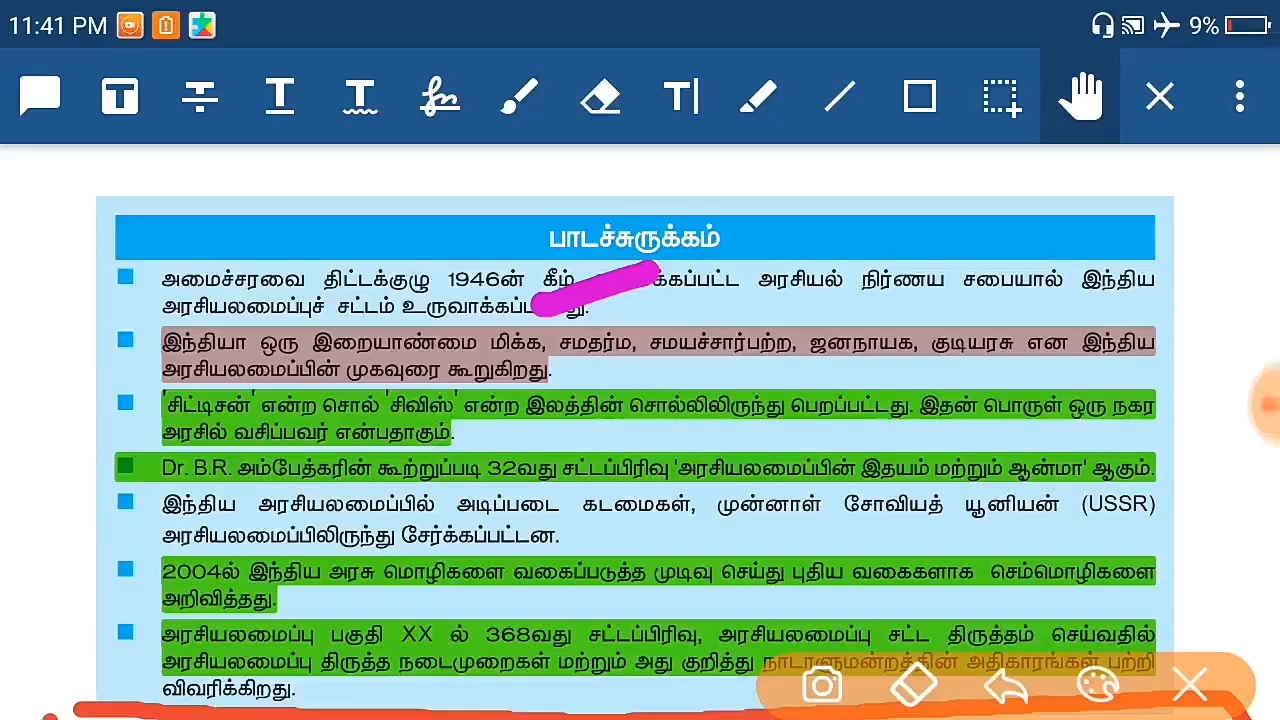 11:41 PM
9%
பாடச்சுருக்கம்
அமைச்சரவை திட்டக்குழு 1946ன் கீழ் அரசியல் நிர்ணய சபையால் இந்திய
அரசியலமைப்புச் சட்டம்
இந்தியா ஒரு இறையாண்மை மிக்க, சமதர்ம, சமயச்சார்பற்ற, ஜனநாயக, குடியரசு என இந்திய
அரசியலமைப்பின் முகவுரை கூறுகிறது.
'சிட்டிசன்' என்ற சொல் 'சிவிஸ்' என்ற இலத்தின் சொல்லிலிருந்து பெறப்பட்டது. இதன் பொருள் ஒரு நகர
அரசில் வசிப்பவர் என்பதாகும்.
Dr. B.R. அம்பேத்கரின் கூற்றுப்படி 32வது சட்டப்பிரிவு 'அரசியலமைப்பின் இதயம் மற்றும் ஆன்மா' ஆகும்.
இந்திய அரசியலமைப்பில் அடிப்படை கடமைகள், முன்னாள் சோவியத் யூனியன் (USSR)
அரசியலமைப்பிலிருந்து சேர்க்கப்பட்டன.
2004ல் இந்திய அரசு மொழிகளை வகைப்படுத்த முடிவு செய்து புதிய வகைகளாக செம்மொழிகளை
அறிவித்தது.
அரசியலமைப்பு பகுதி XX ல் 368வது சட்டப்பிரிவு, அரசியலமைப்பு சட்ட திருத்தம் செய்வதில்
அரசியலமைப்பு திருத்த நடைமுறைகள் மற்றும் அது குறித்து நாடாளுமன்றத்தின் அதிகாரங்கள் பற்றி
விவரிக்கிறது.